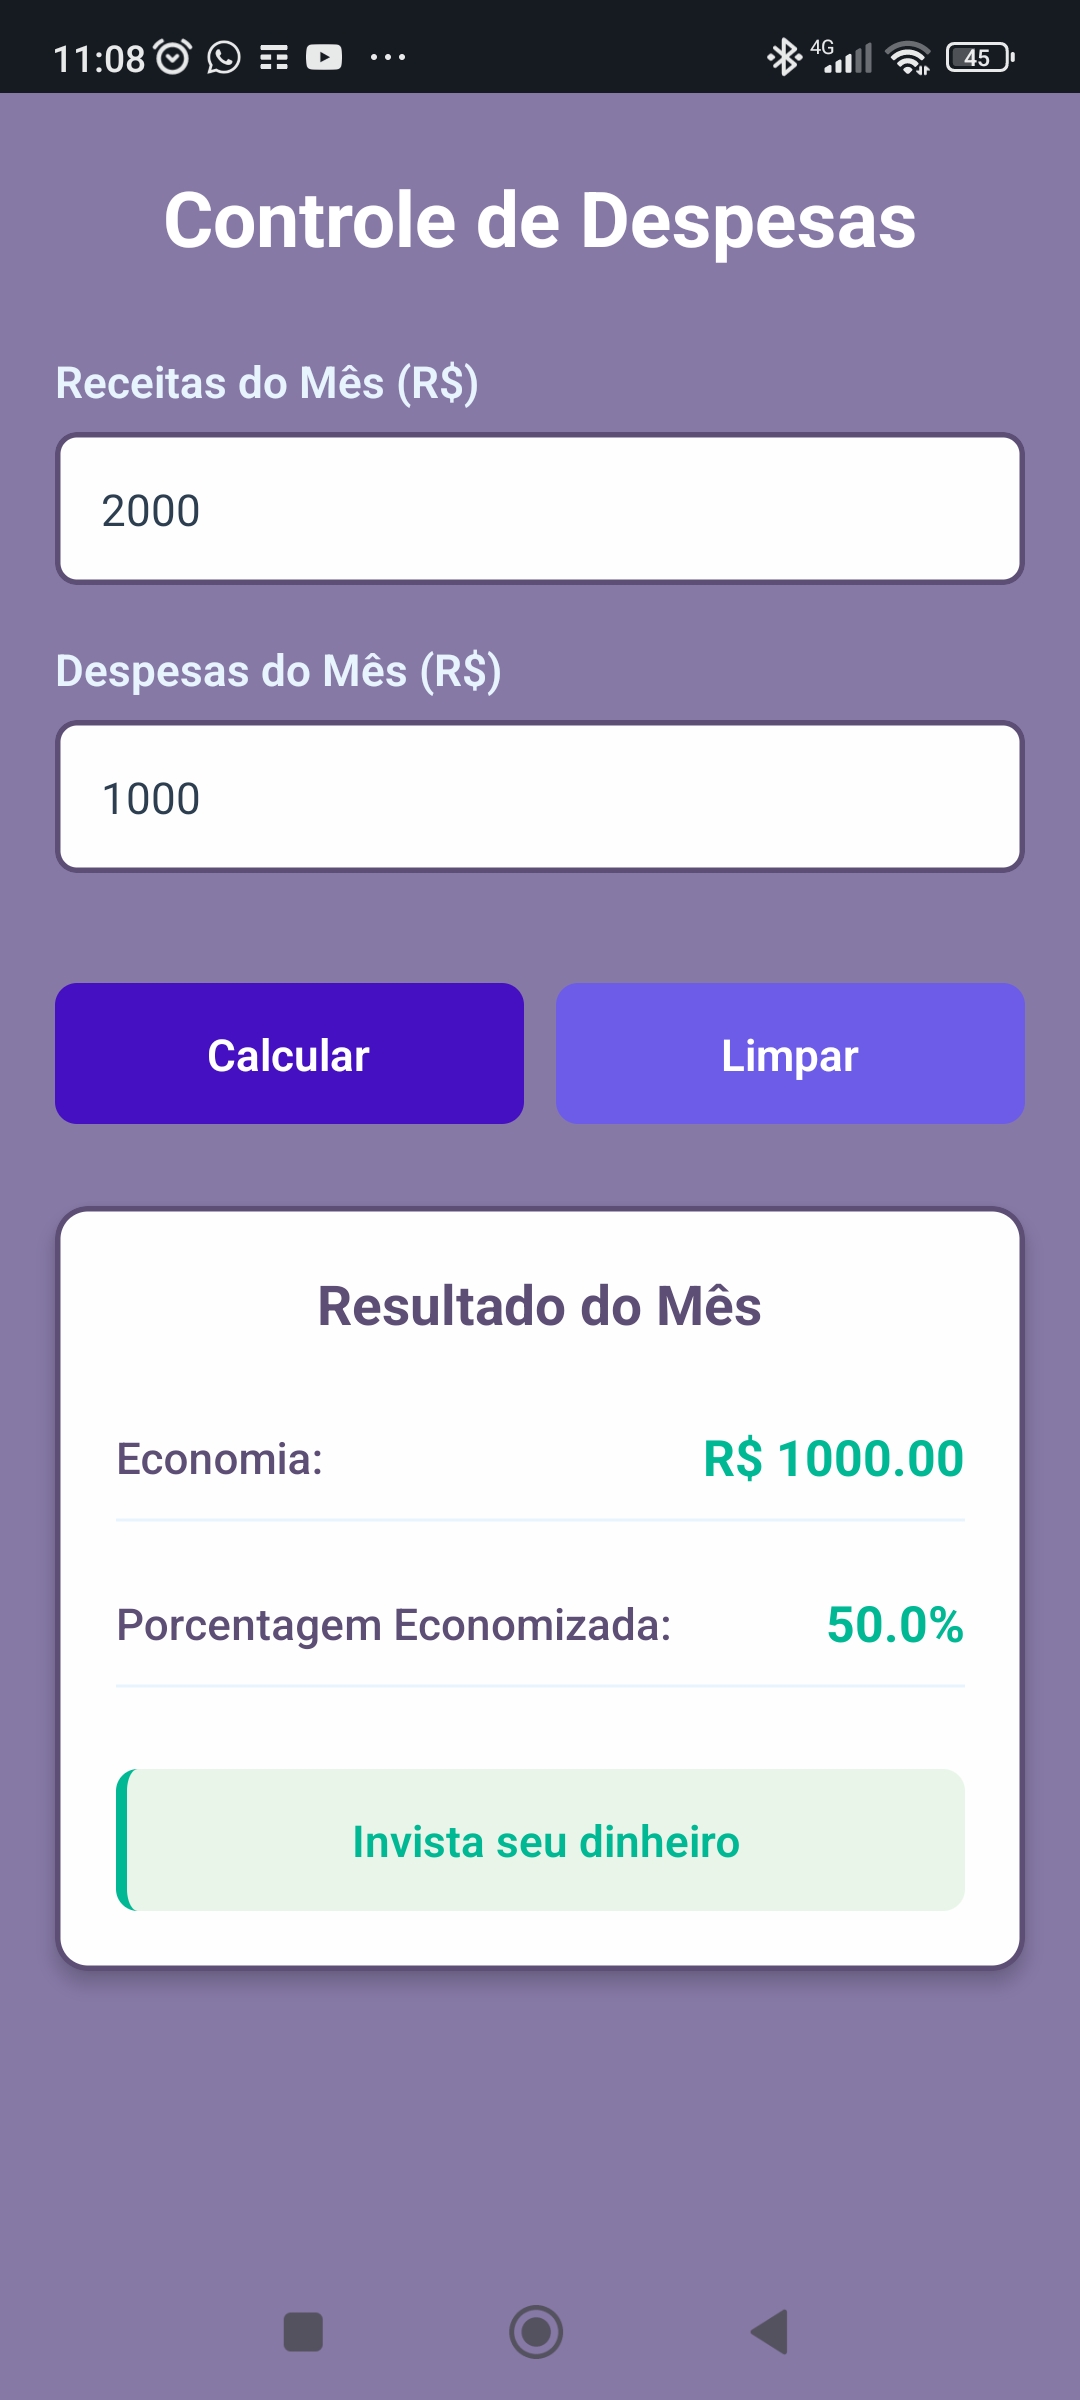 11:08
4G
45
Controle de Despesas
Receitas do Mês (R$)
2000
Despesas do Mês (R$)
1000
Calcular
Limpar
Resultado do Mês
Economia:
R$ 1000.00
Porcentagem Economizada:
50.0%
Invista seu dinheiro